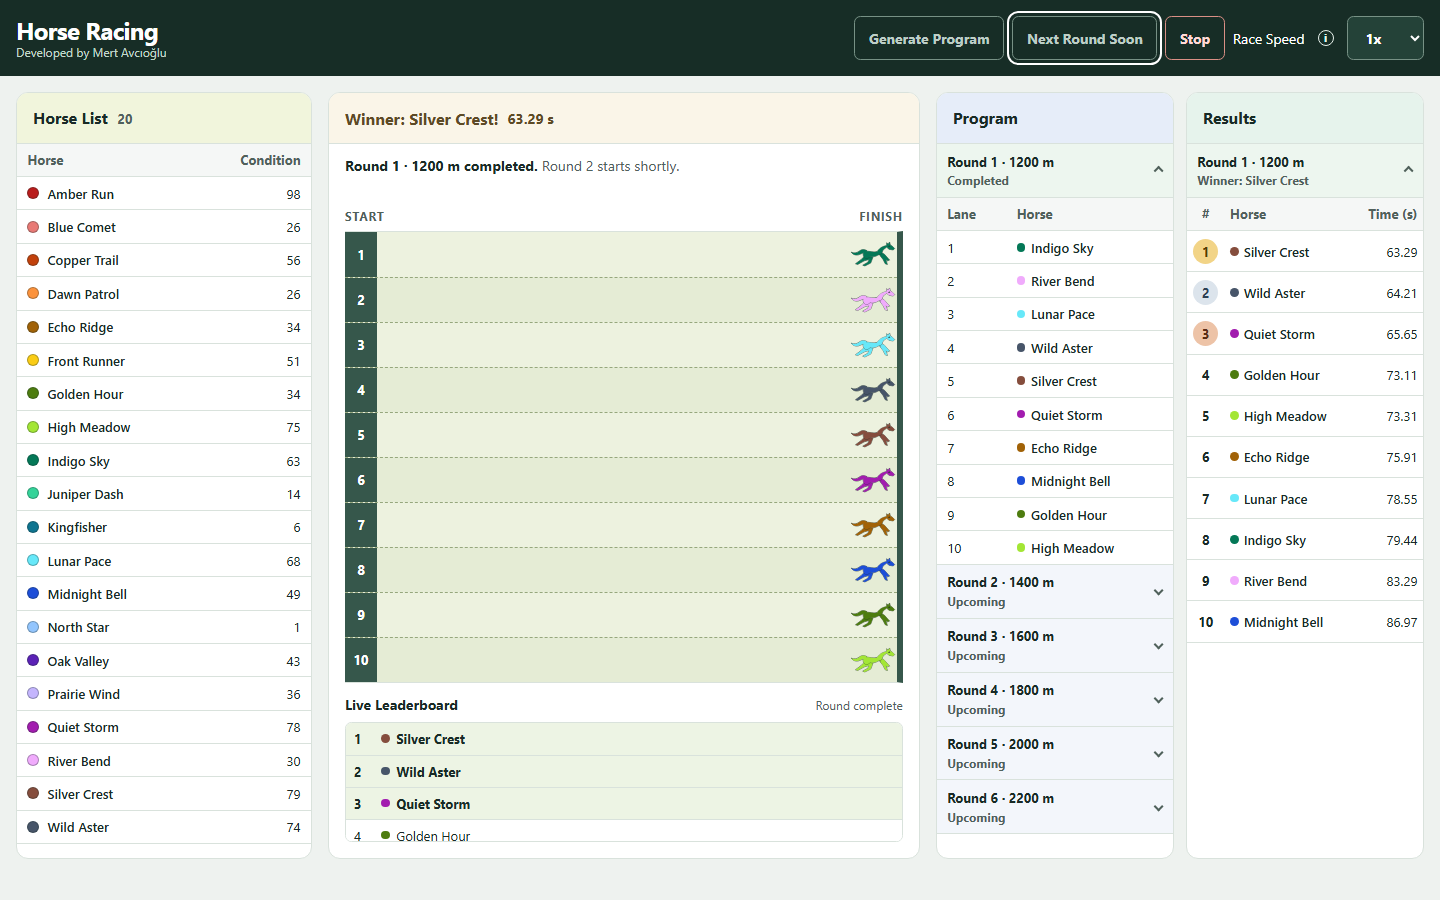 Horse Racing
Developed by Mert Avcıoğlu
Generate Program
Next Round Soon
Stop
Race Speed
1x
Horse List 20
Horse Condition
Amber Run 98
Blue Comet 26
Copper Trail 56
Dawn Patrol 26
Echo Ridge 34
Front Runner 51
Golden Hour 34
High Meadow 75
Indigo Sky 63
Juniper Dash 14
Kingfisher 6
Lunar Pace 68
Midnight Bell 49
North Star 1
Oak Valley 43
Prairie Wind 36
Quiet Storm 78
River Bend 30
Silver Crest 79
Wild Aster 74
Winner: Silver Crest! 63.29 s
Round 1 · 1200 m completed. Round 2 starts shortly.
START FINISH
1
2
3
4
5
6
7
8
9
10
Live Leaderboard Round complete
1 Silver Crest
2 Wild Aster
3 Quiet Storm
4 Golden Hour
Program
Round 1 · 1200 m
Completed
Lane Horse
1 Indigo Sky
2 River Bend
3 Lunar Pace
4 Wild Aster
5 Silver Crest
6 Quiet Storm
7 Echo Ridge
8 Midnight Bell
9 Golden Hour
10 High Meadow
Round 2 · 1400 m
Upcoming
Round 3 · 1600 m
Upcoming
Round 4 · 1800 m
Upcoming
Round 5 · 2000 m
Upcoming
Round 6 · 2200 m
Upcoming
Results
Round 1 · 1200 m
Winner: Silver Crest
# Horse Time (s)
1 Silver Crest 63.29
2 Wild Aster 64.21
3 Quiet Storm 65.65
4 Golden Hour 73.11
5 High Meadow 73.31
6 Echo Ridge 75.91
7 Lunar Pace 78.55
8 Indigo Sky 79.44
9 River Bend 83.29
10 Midnight Bell 86.97